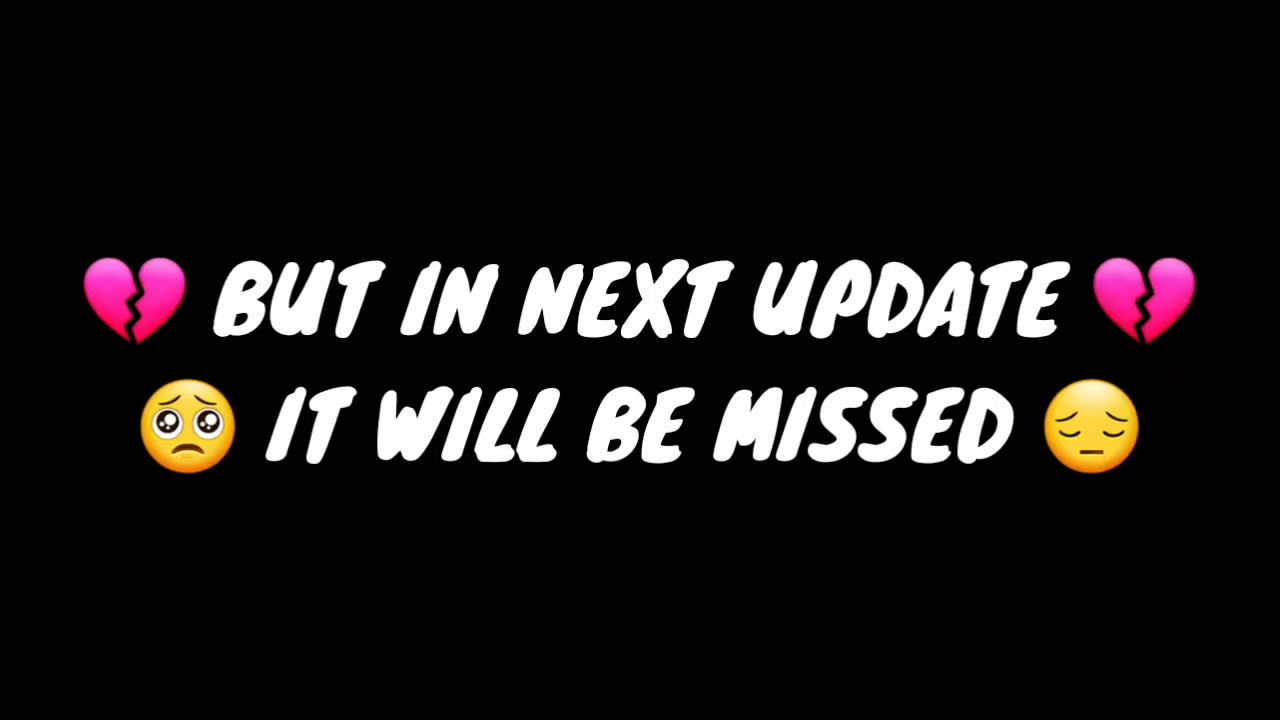 💔 BUT IN NEXT UPDATE 💔
🥺 IT WILL BE MISSED 😔